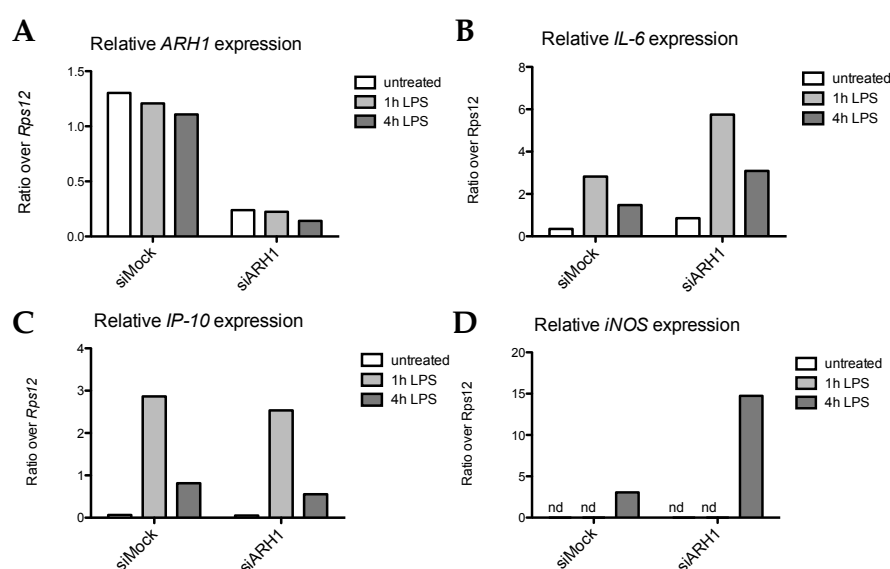 A
Relative ARH1 expression
Ratio over Rps12
1.5
1.0
0.5
0.0
siMock
siARH1
untreated
1h LPS
4h LPS
B
Relative IL-6 expression
Ratio over Rps12
8
6
4
2
0
siMock
siARH1
untreated
1h LPS
4h LPS
C
Relative IP-10 expression
Ratio over Rps12
4
3
2
1
0
siMock
siARH1
untreated
1h LPS
4h LPS
D
Relative iNOS expression
Ratio over Rps12
20
15
10
5
0
nd nd
nd nd
siMock
siARH1
untreated
1h LPS
4h LPS